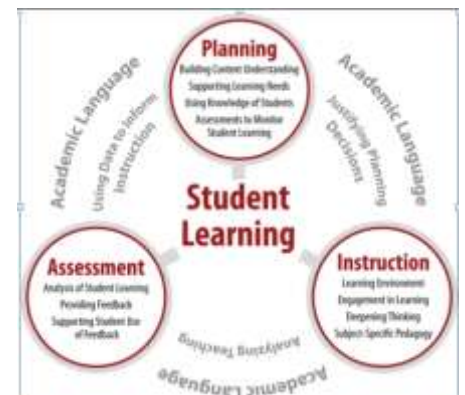 Planning
Building Content Understanding
Supporting Learning Needs
Using Knowledge of Students
Assessments to Monitor
Student Learning
Academic Language
Using Data to Inform
Instruction
Academic Language
Justifying Planning
Decisions
Student
Learning
Assessment
Analysis of Student Learning
Providing Feedback
Supporting Student Use
of Feedback
Instruction
Learning Environment
Engagement in Learning
Deepening Thinking
Subject-Specific Pedagogy
Analyzing Teaching
Academic Language